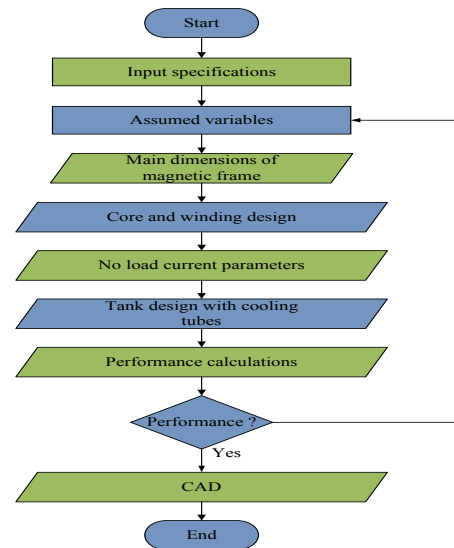 Start
Input specifications
Assumed variables
Main dimensions of
magnetic frame
Core and winding design
No load current parameters
Tank design with cooling
tubes
Performance calculations
Performance ?
Yes
CAD
End